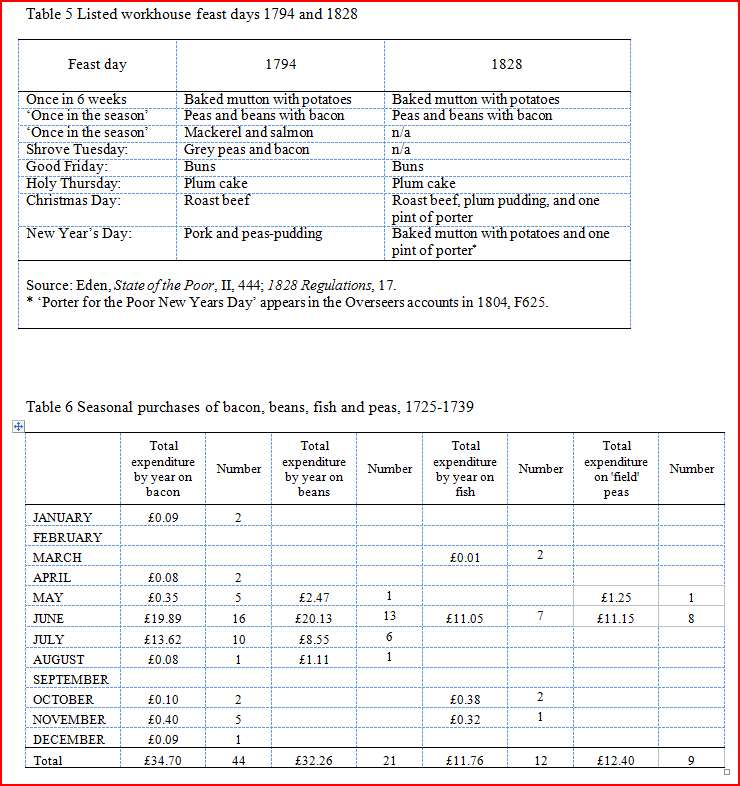 Table 5 Listed workhouse feast days 1794 and 1828
Feast day 1794 1828
Once in 6 weeks Baked mutton with potatoes Baked mutton with potatoes
‘Once in the season’ Peas and beans with bacon Peas and beans with bacon
‘Once in the season’ Mackerel and salmon n/a
Shrove Tuesday: Grey peas and bacon n/a
Good Friday: Buns Buns
Holy Thursday: Plum cake Plum cake
Christmas Day: Roast beef Roast beef, plum pudding, and one
pint of porter
New Year’s Day: Pork and peas-pudding Baked mutton with potatoes and one
pint of porter*
Source: Eden, State of the Poor, II, 444; 1828 Regulations, 17.
* ‘Porter for the Poor New Years Day’ appears in the Overseers accounts in 1804, F625.
Table 6 Seasonal purchases of bacon, beans, fish and peas, 1725-1739
Total Total Total Total
expenditure expenditure expenditure expenditure
by year on Number by year on Number by year on Number on 'field' Number
bacon beans fish peas
JANUARY £0.09 2
FEBRUARY
MARCH £0.01 2
APRIL £0.08 2
MAY £0.35 5 £2.47 1 £1.25 1
JUNE £19.89 16 £20.13 13 £11.05 7 £11.15 8
JULY £13.62 10 £8.55 6
AUGUST £0.08 1 £1.11 1
SEPTEMBER
OCTOBER £0.10 2 £0.38 2
NOVEMBER £0.40 5 £0.32 1
DECEMBER £0.09 1
Total £34.70 44 £32.26 21 £11.76 12 £12.40 9